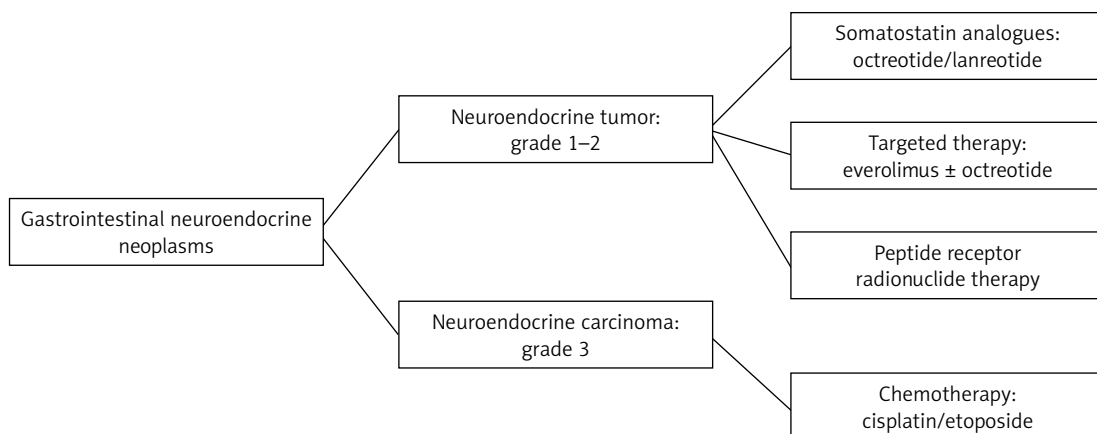 Gastrointestinal neuroendocrine
neoplasms
Neuroendocrine tumor:
grade 1–2
Neuroendocrine carcinoma:
grade 3
Somatostatin analogues:
octreotide/lanreotide
Targeted therapy:
everolimus ± octreotide
Peptide receptor
radionuclide therapy
Chemotherapy:
cisplatin/etoposide